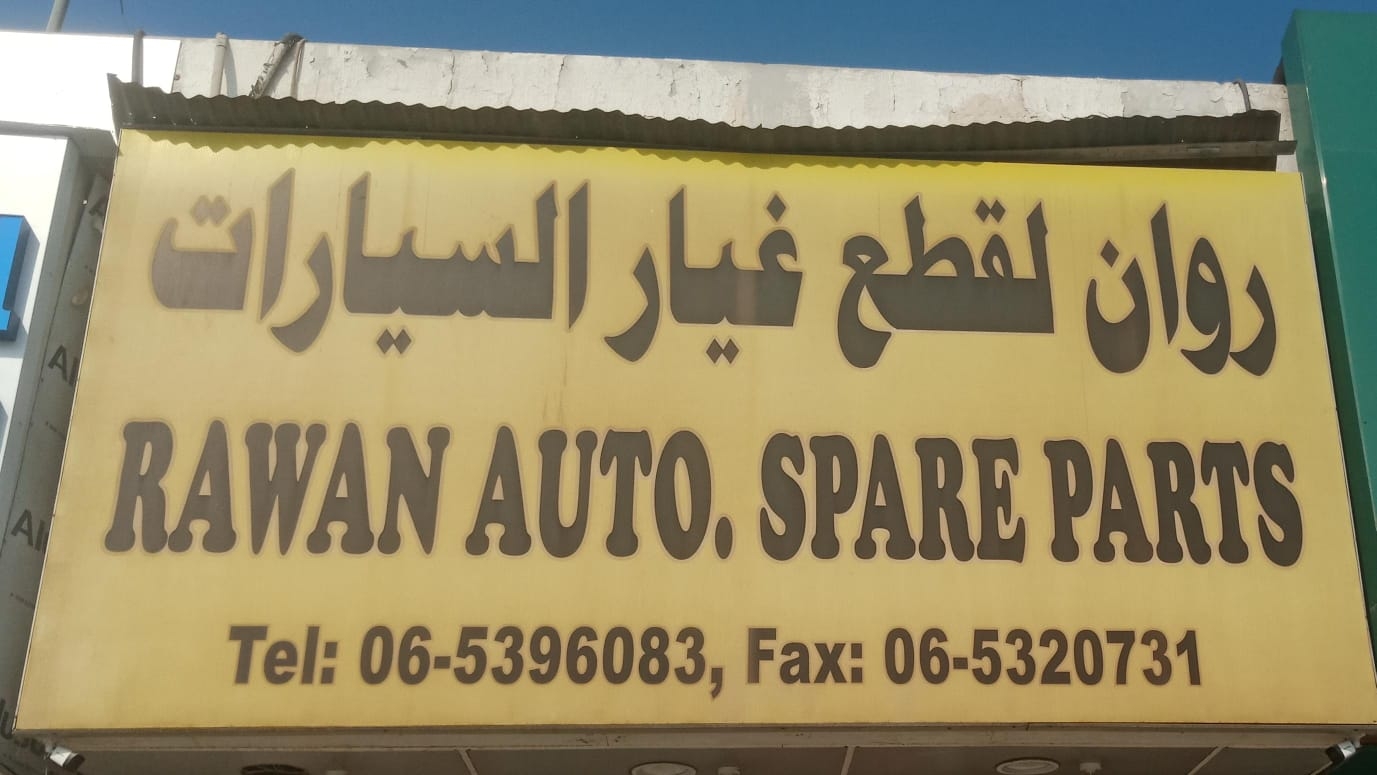 روان لقطع غيار السيارات
RAWAN AUTO. SPARE PARTS
Tel: 06-5396083, Fax: 06-5320731